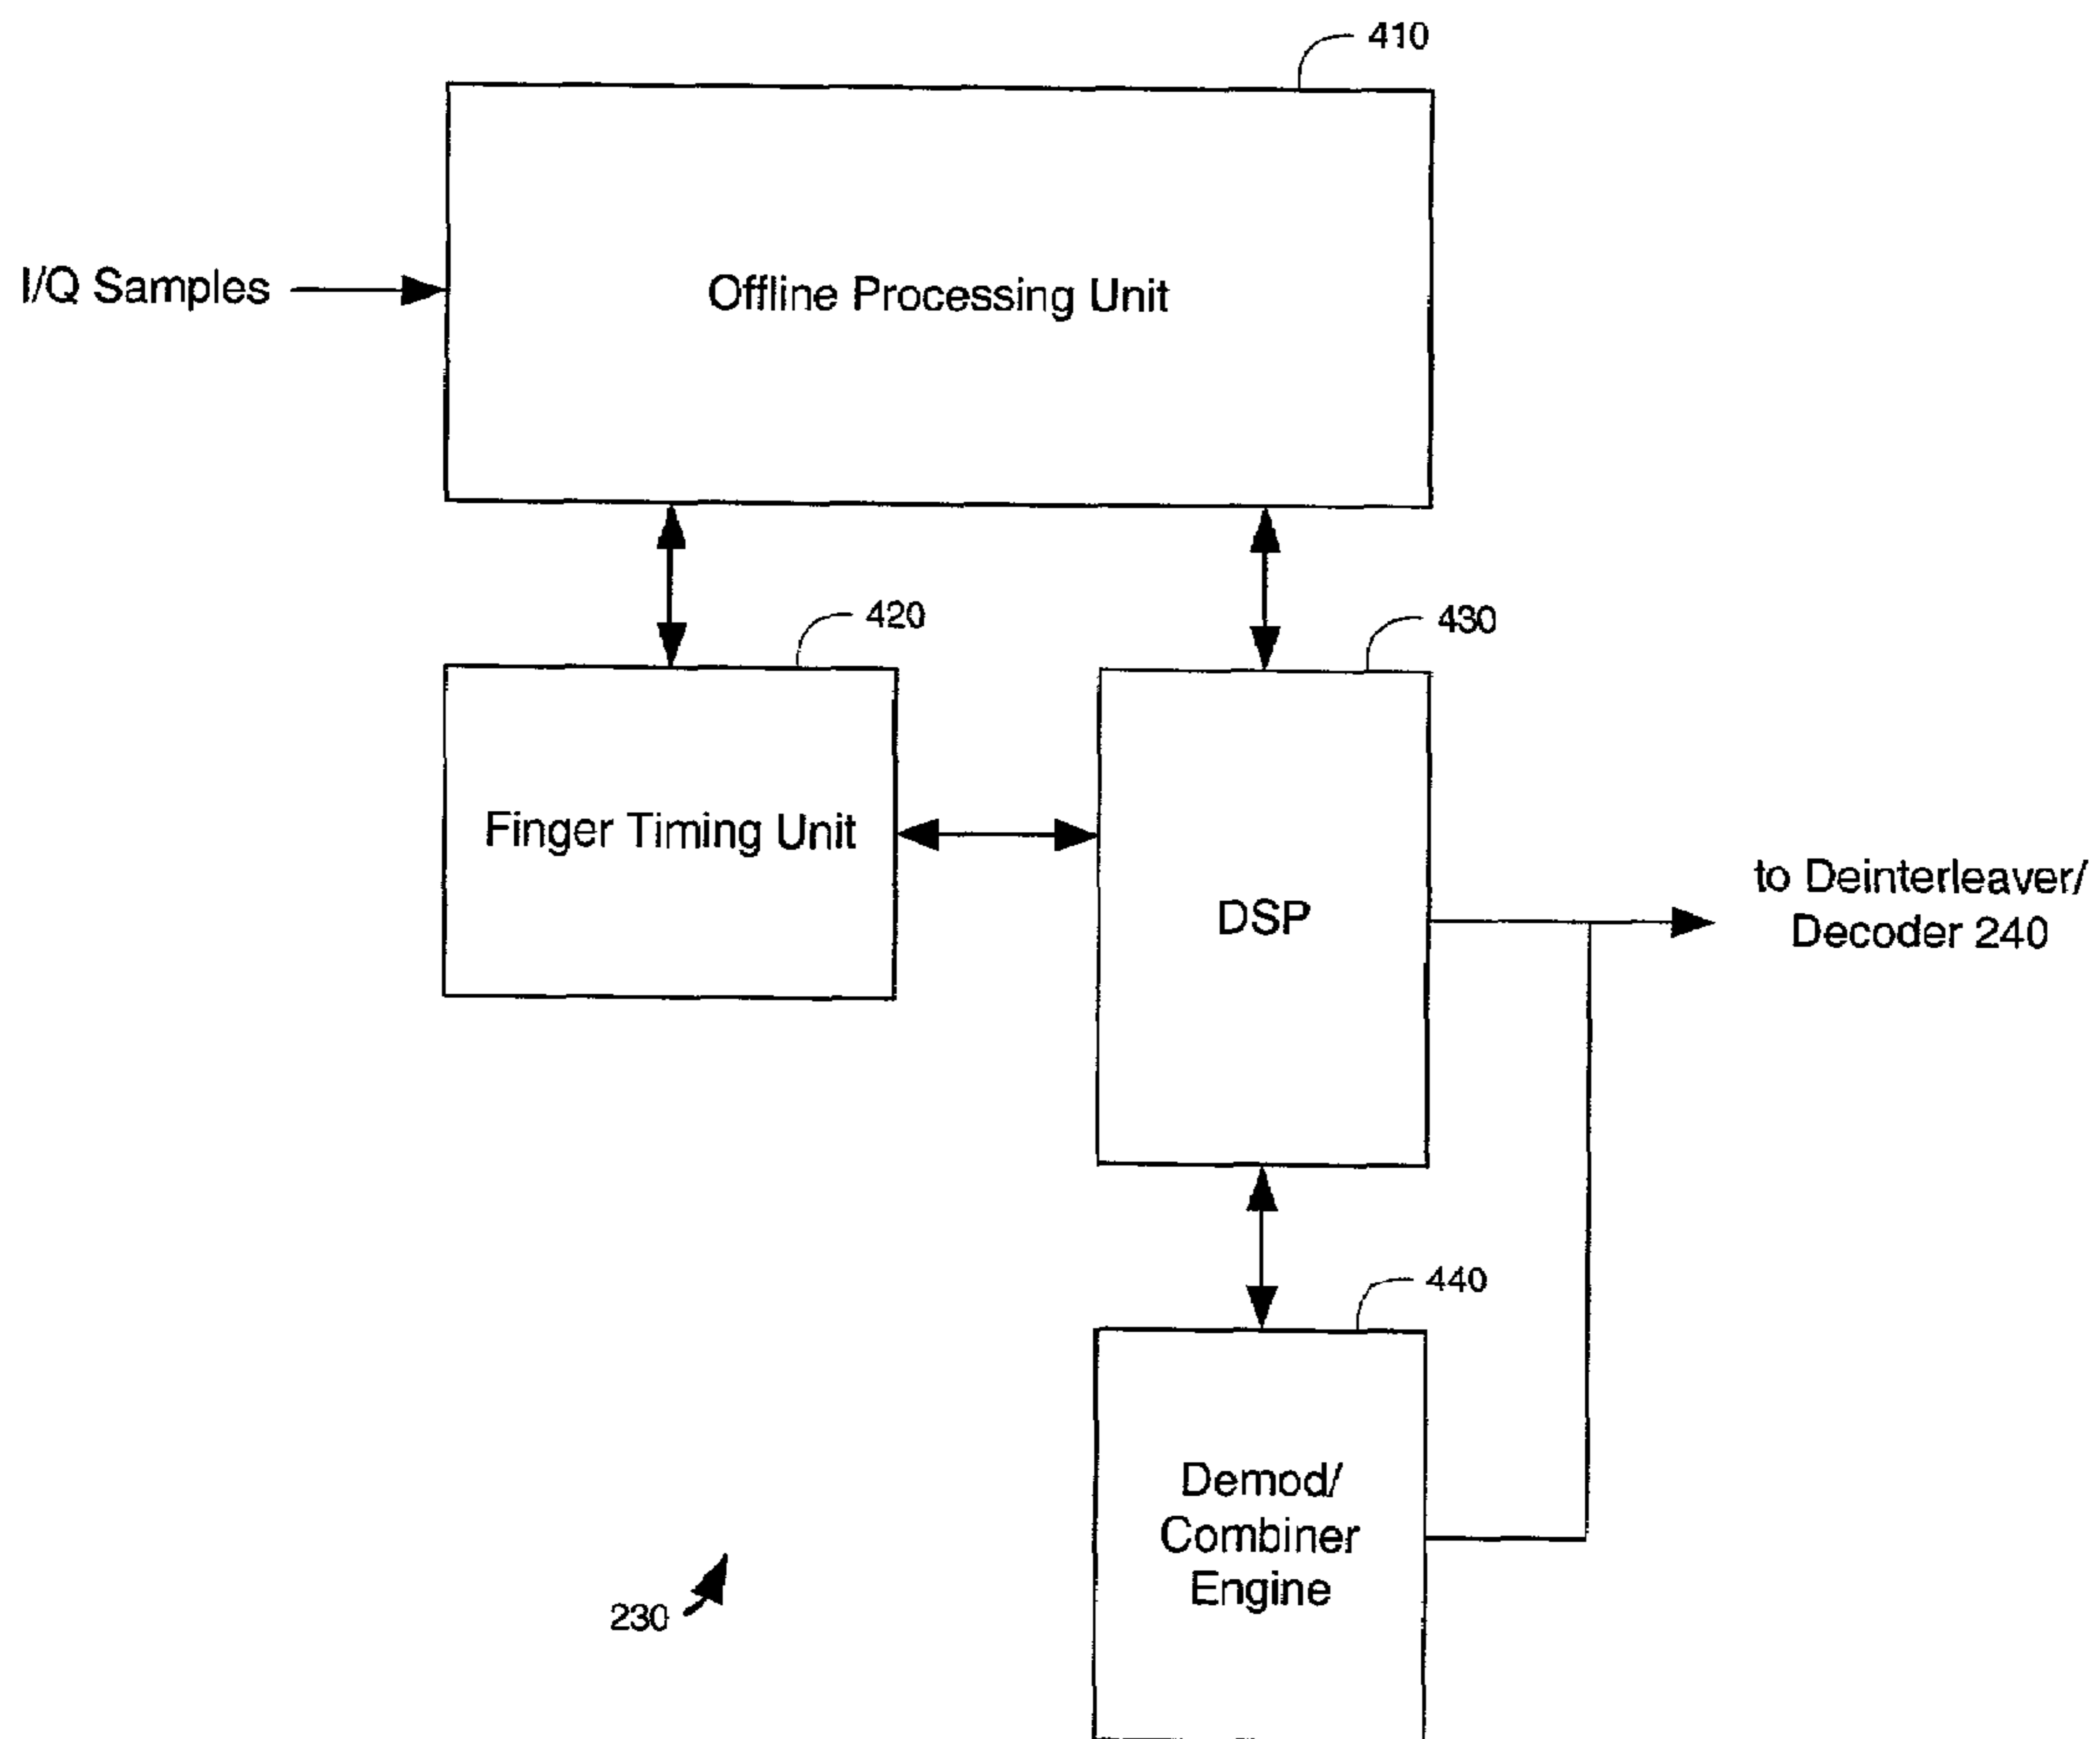 410
I/Q Samples
Offline Processing Unit
420
430
Finger Timing Unit
DSP
to Deinterleaver/
Decoder 240
440
Demod/
Combiner
Engine
230